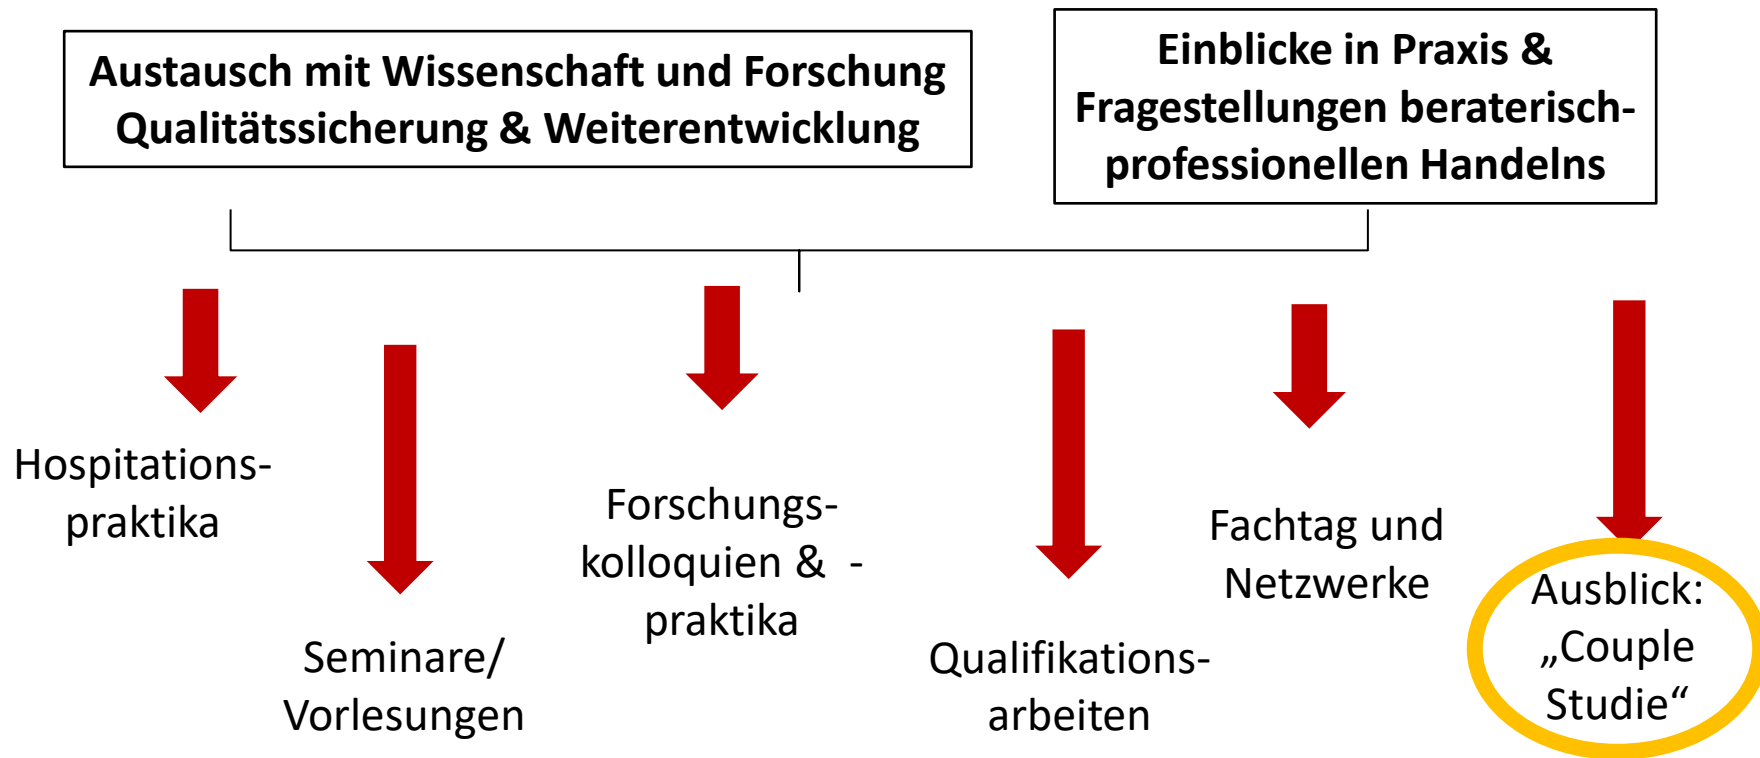 Austausch mit Wissenschaft und Forschung
Qualitätssicherung & Weiterentwicklung
Einblicke in Praxis &
Fragestellungen beraterisch-
professionellen Handelns
Hospitations-
praktika
Seminare/
Vorlesungen
Forschungs-
kolloquien &  -
praktika
Qualifikations-
arbeiten
Fachtag und
Netzwerke
Ausblick:
„Couple
Studie“